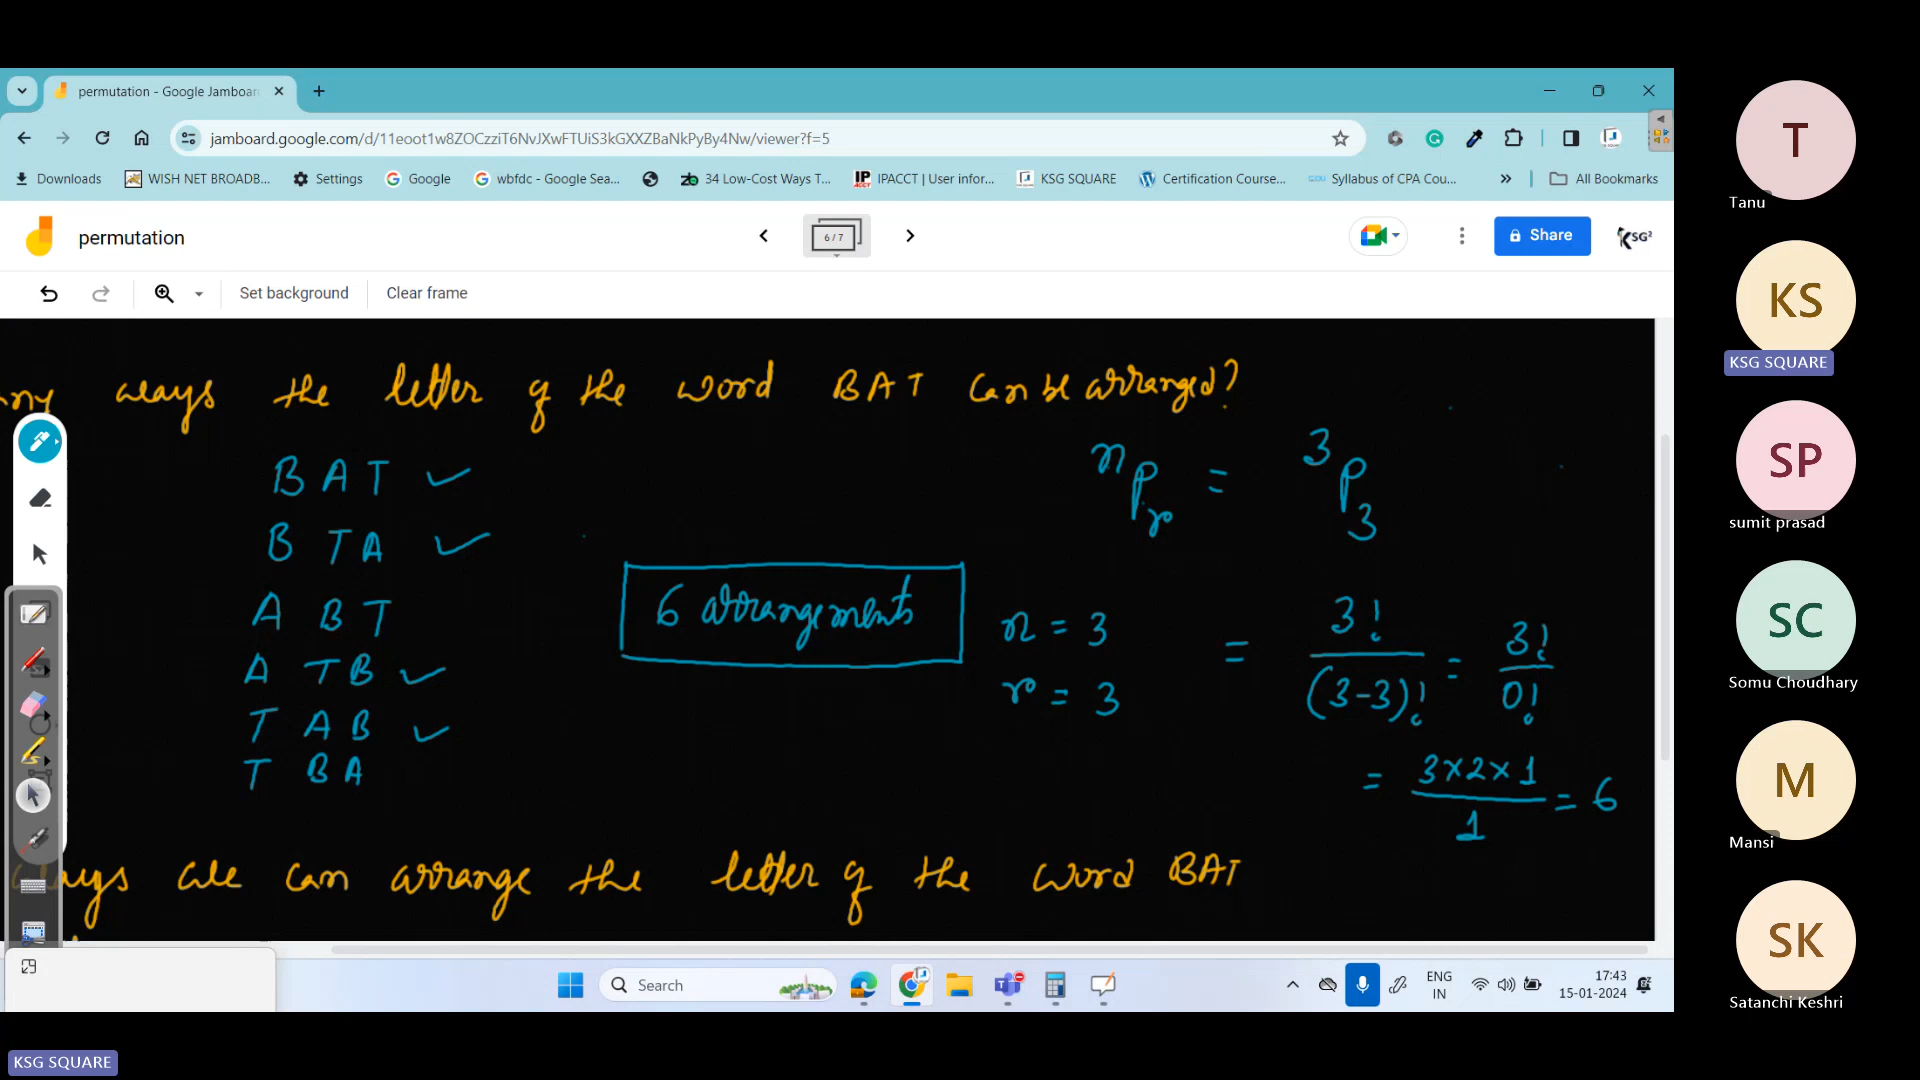 permutation - Google Jamboar
jamboard.google.com/d/11eoot1w8ZOCzziT6NvJXwFTUiS3kGXXZBaNkPyBy4Nw/viewer?f=5
Downloads WISH NET BROADB... Settings Google wbfdc - Google Sea... 34 Low-Cost Ways T... IPACCT | User infor... KSG SQUARE Certification Course... Syllabus of CPA Cou... » All Bookmarks
permutation 6 / 7 Share KSG²
Set background Clear frame
ways the letter of the word BAT can be arranged?
BAT ✓
BTA ✓
ABT
ATB ✓
TAB ✓
TBA
6 arrangements
n = 3
r = 3
ⁿPᵣ = ³P₃
= 3!/(3-3)! = 3!/0!
= 3×2×1/1 = 6
ways we can arrange the letter of the word BAT
Search
ENG
IN
17:43
15-01-2024
T
Tanu
KS
KSG SQUARE
SP
sumit prasad
SC
Somu Choudhary
M
Mansi
SK
Satanchi Keshri
KSG SQUARE